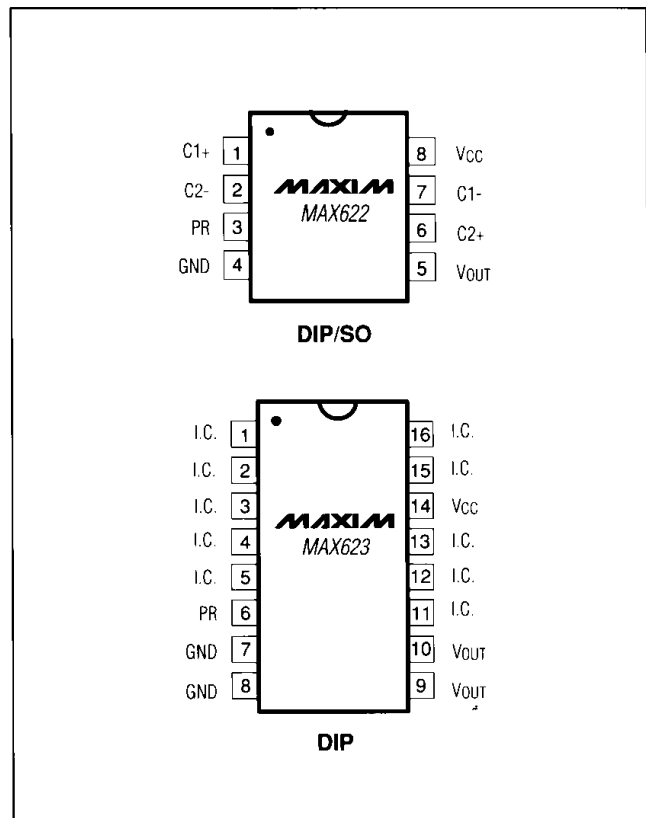 C1+ 1 8 VCC
C2- 2 MAXIM 7 C1-
MAX622
PR 3 6 C2+
GND 4 5 VOUT
DIP/SO
I.C. 1 16 I.C.
I.C. 2 15 I.C.
I.C. 3 MAXIM 14 VCC
I.C. 4 MAX623 13 I.C.
I.C. 5 12 I.C.
PR 6 11 I.C.
GND 7 10 VOUT
GND 8 9 VOUT
DIP